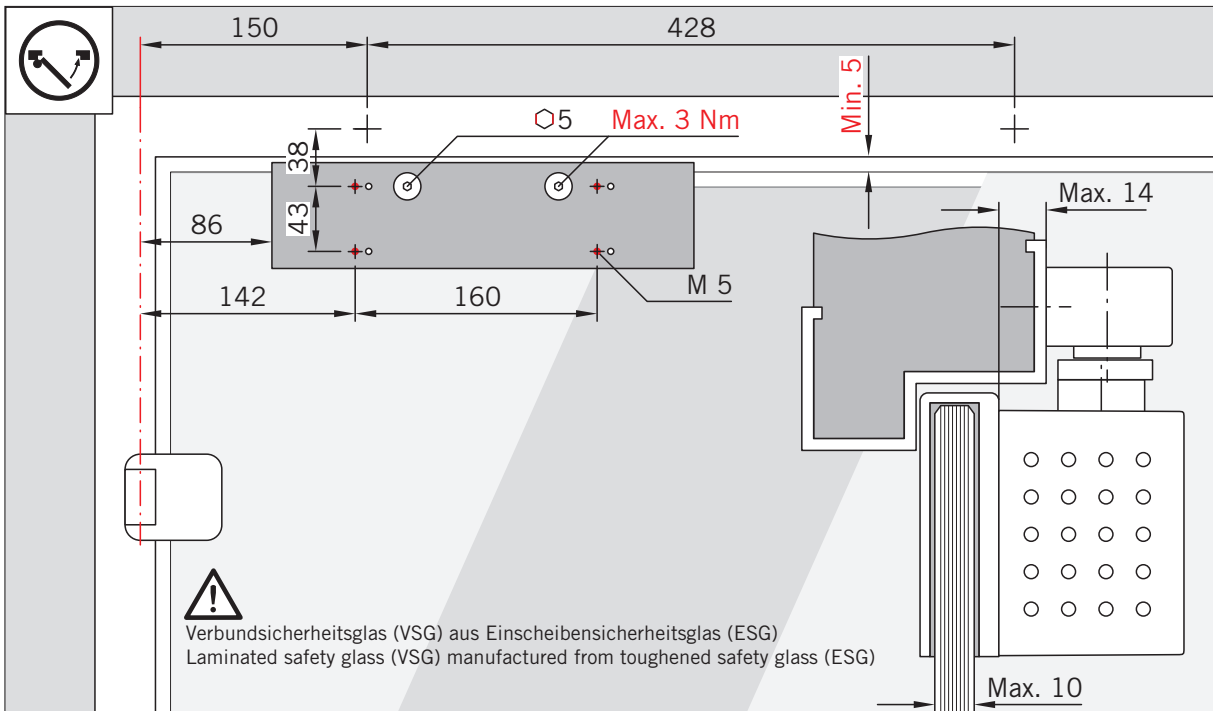 150
428
Min. 5
5
Max. 3 Nm
38
43
86
Max. 14
142
160
M 5
Verbundsicherheitsglas (VSG) aus Einscheibensicherheitsglas (ESG)
Laminated safety glass (VSG) manufactured from toughened safety glass (ESG)
Max. 10